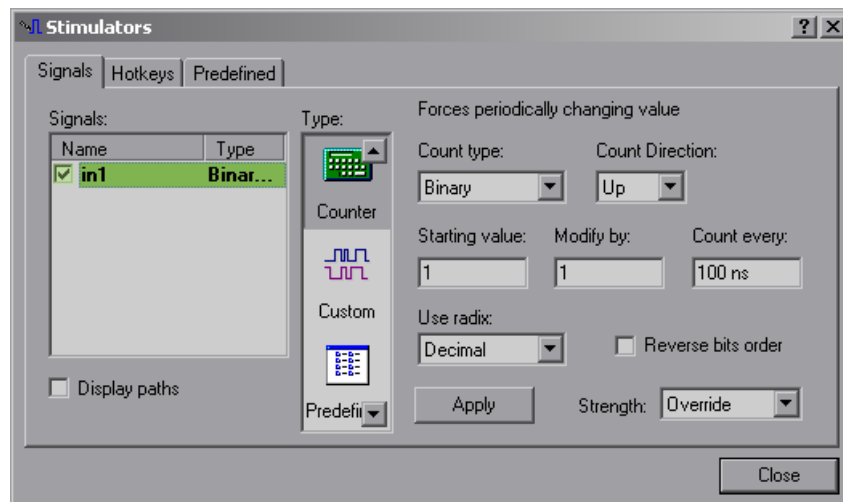 Stimulators
Signals Hotkeys Predefined
Signals:
Name Type
in1 Binar...
Display paths
Type:
Counter
Custom
Predefi
Forces periodically changing value
Count type: Count Direction:
Binary Up
Starting value: Modify by: Count every:
1 1 100 ns
Use radix:
Decimal Reverse bits order
Apply Strength: Override
Close